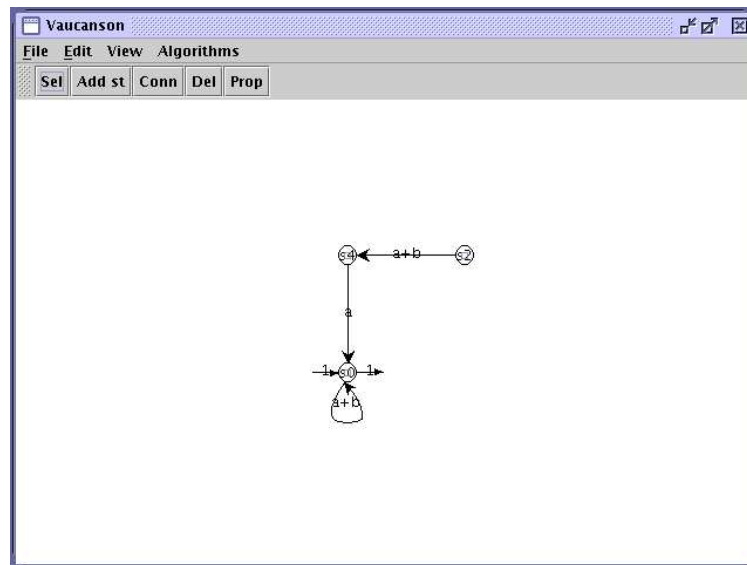 Vaucanson
File Edit View Algorithms
Sel Add st Conn Del Prop
s4 a+b s2
a
1 s0 1
a+b